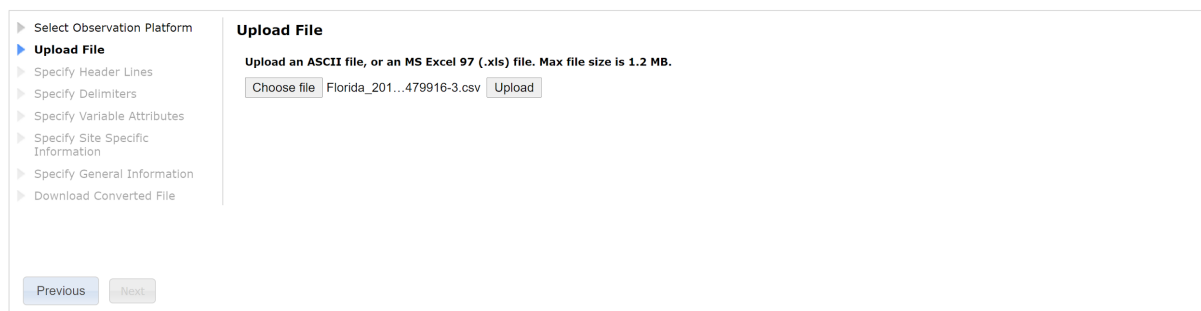 Select Observation Platform
Upload File
Specify Header Lines
Specify Delimiters
Specify Variable Attributes
Specify Site Specific
Information
Specify General Information
Download Converted File
Upload File
Upload an ASCII file, or an MS Excel 97 (.xls) file. Max file size is 1.2 MB.
Choose file Florida_201...479916-3.csv Upload
Previous Next